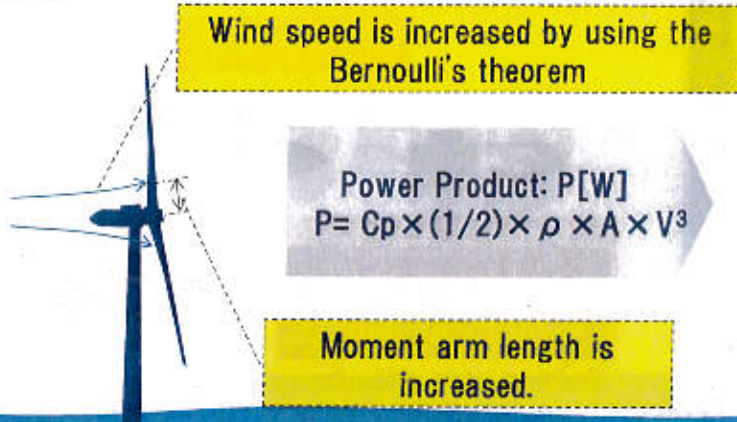 Wind speed is increased by using the
Bernoulli's theorem
Power Product: P[W]
P= Cp×(1/2)× ρ ×A×V³
Moment arm length is
increased.